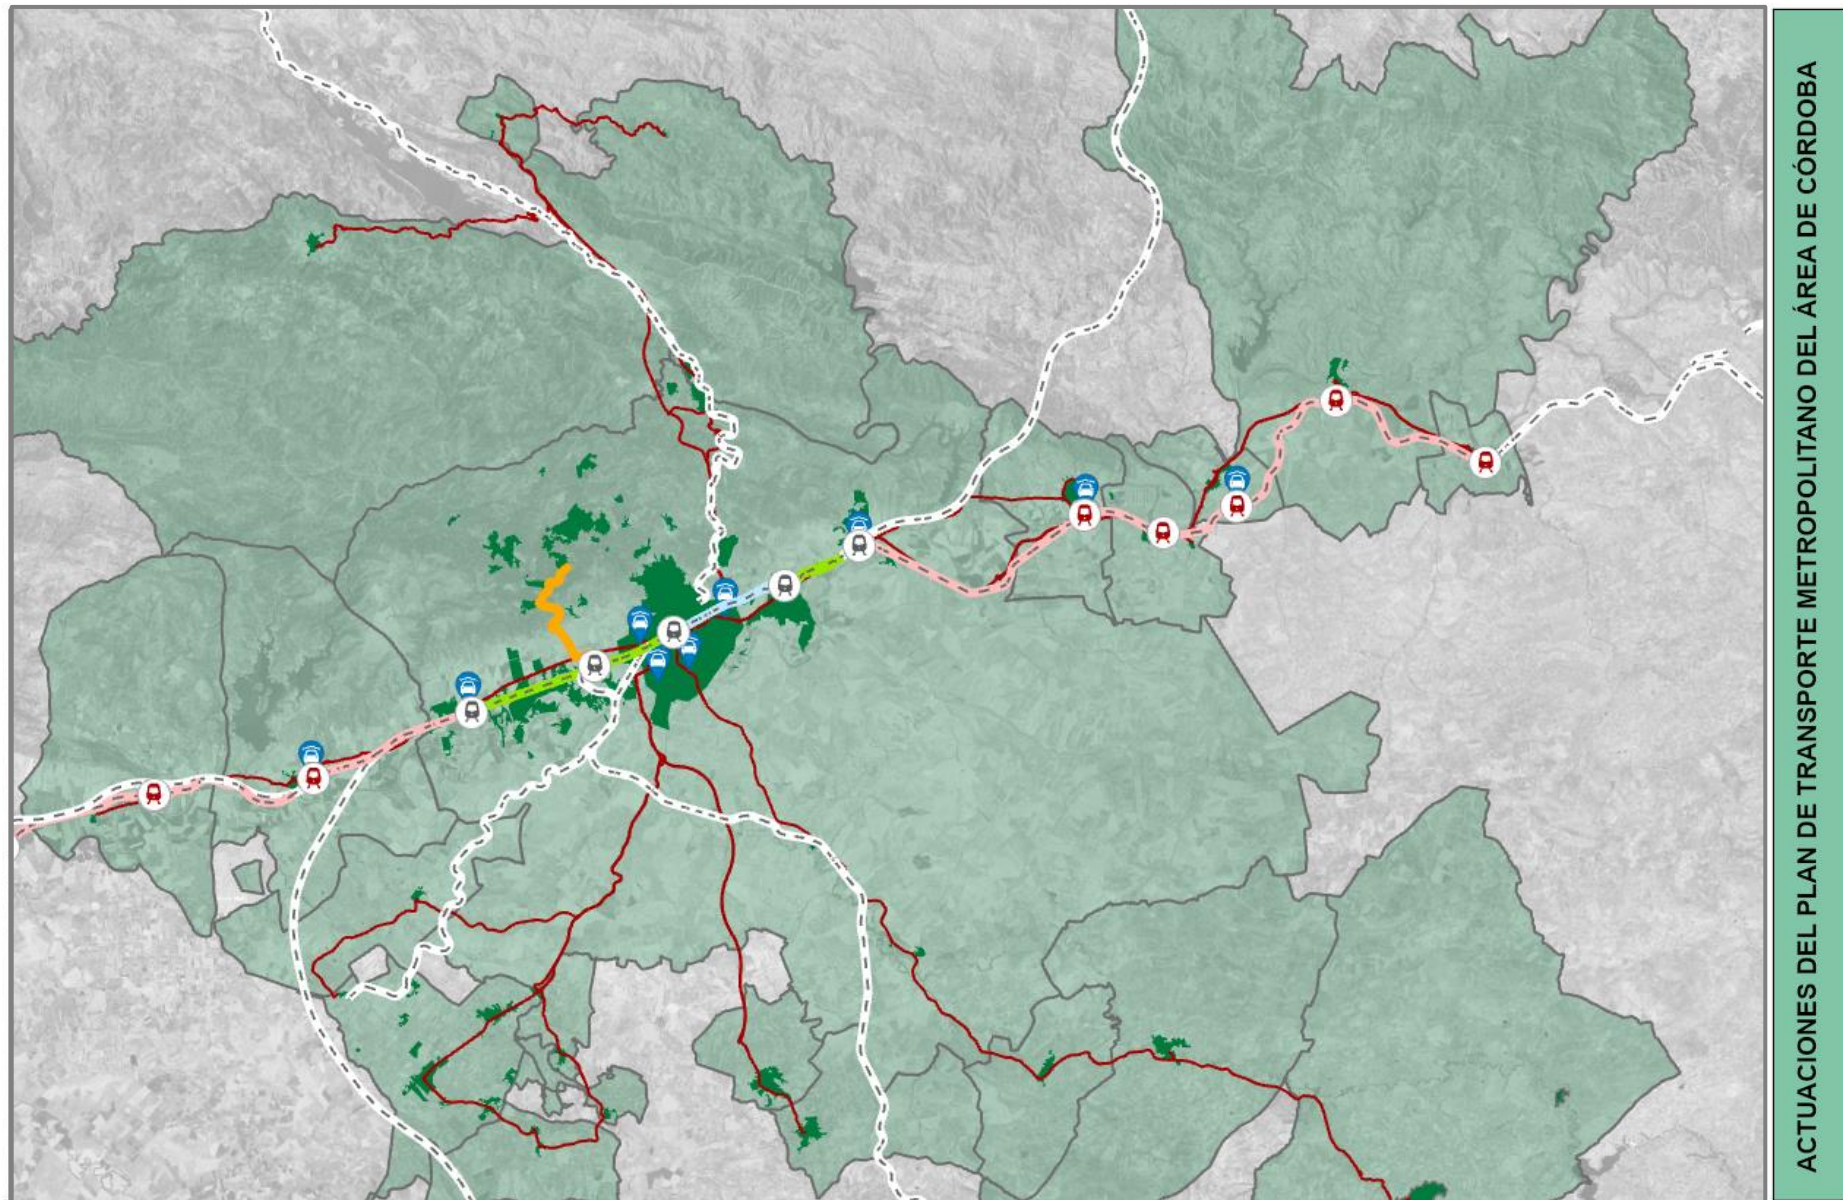 ACTUACIONES DEL PLAN DE TRANSPORTE METROPOLITANO DEL ÁREA DE CÓRDOBA